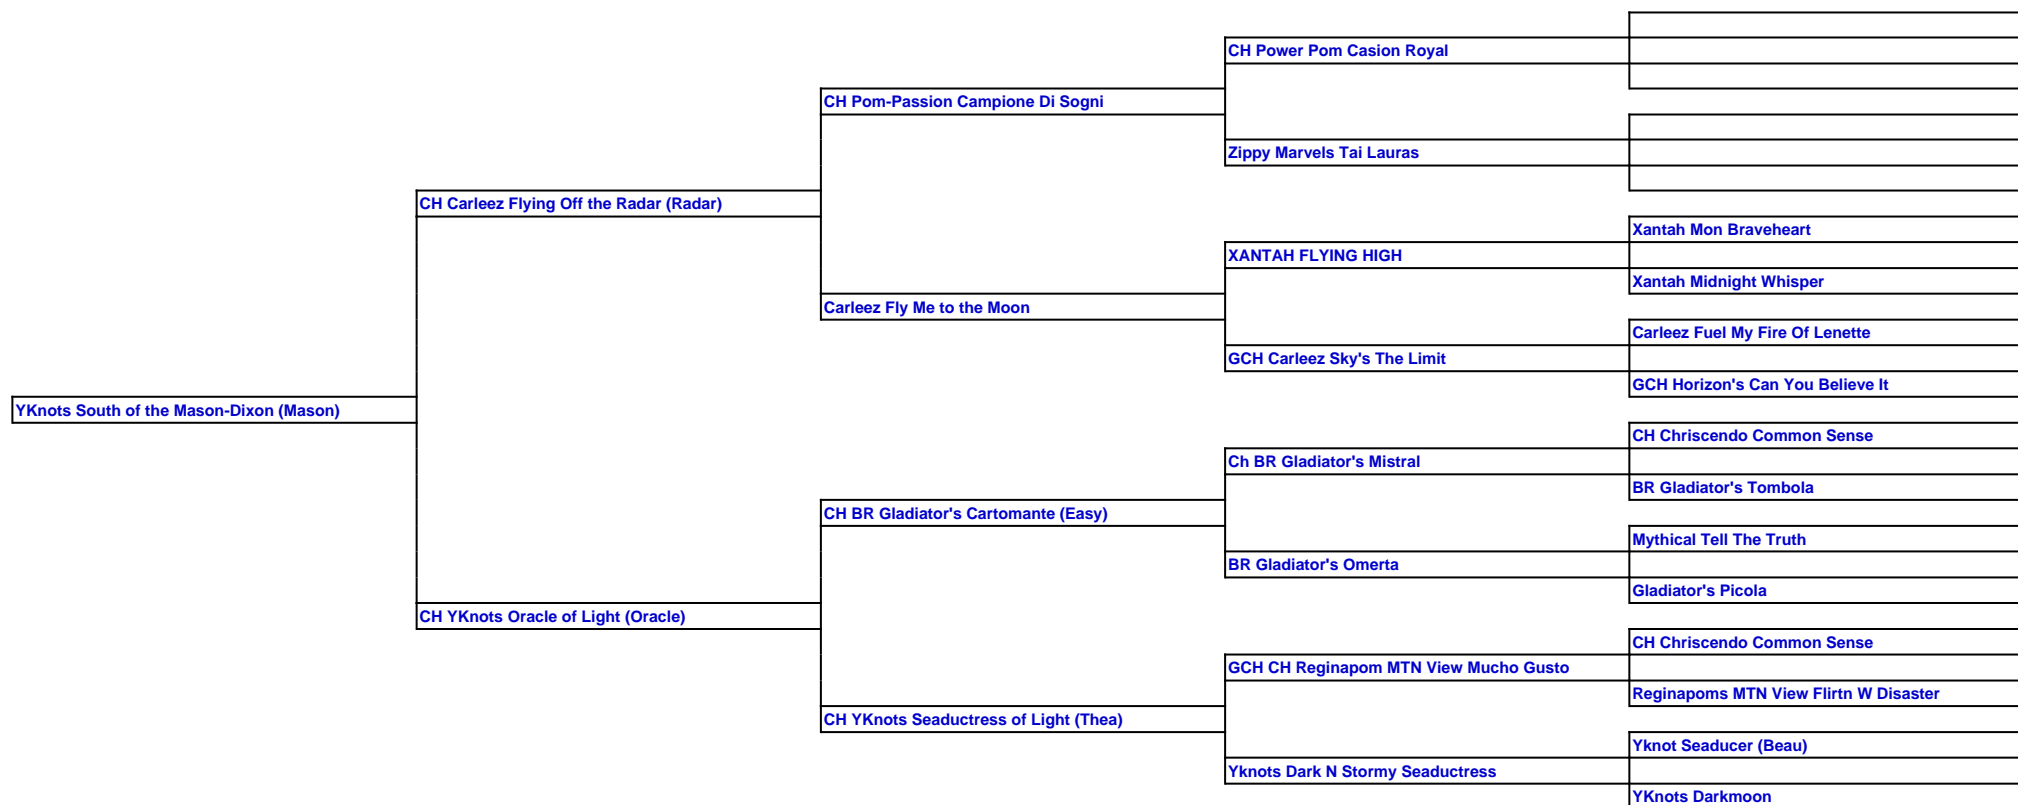 CH Power Pom Casion Royal
CH Pom-Passion Campione Di Sogni
Zippy Marvels Tai Lauras
CH Carleez Flying Off the Radar (Radar)
Xantah Mon Braveheart
XANTAH FLYING HIGH
Xantah Midnight Whisper
Carleez Fly Me to the Moon
Carleez Fuel My Fire Of Lenette
GCH Carleez Sky's The Limit
GCH Horizon's Can You Believe It
YKnots South of the Mason-Dixon (Mason)
CH Chriscendo Common Sense
Ch BR Gladiator's Mistral
BR Gladiator's Tombola
CH BR Gladiator's Cartomante (Easy)
Mythical Tell The Truth
BR Gladiator's Omerta
Gladiator's Picola
CH YKnots Oracle of Light (Oracle)
CH Chriscendo Common Sense
GCH CH Reginapom MTN View Mucho Gusto
Reginapoms MTN View Flirtn W Disaster
CH YKnots Seaductress of Light (Thea)
Yknot Seaducer (Beau)
Yknots Dark N Stormy Seaductress
YKnots Darkmoon